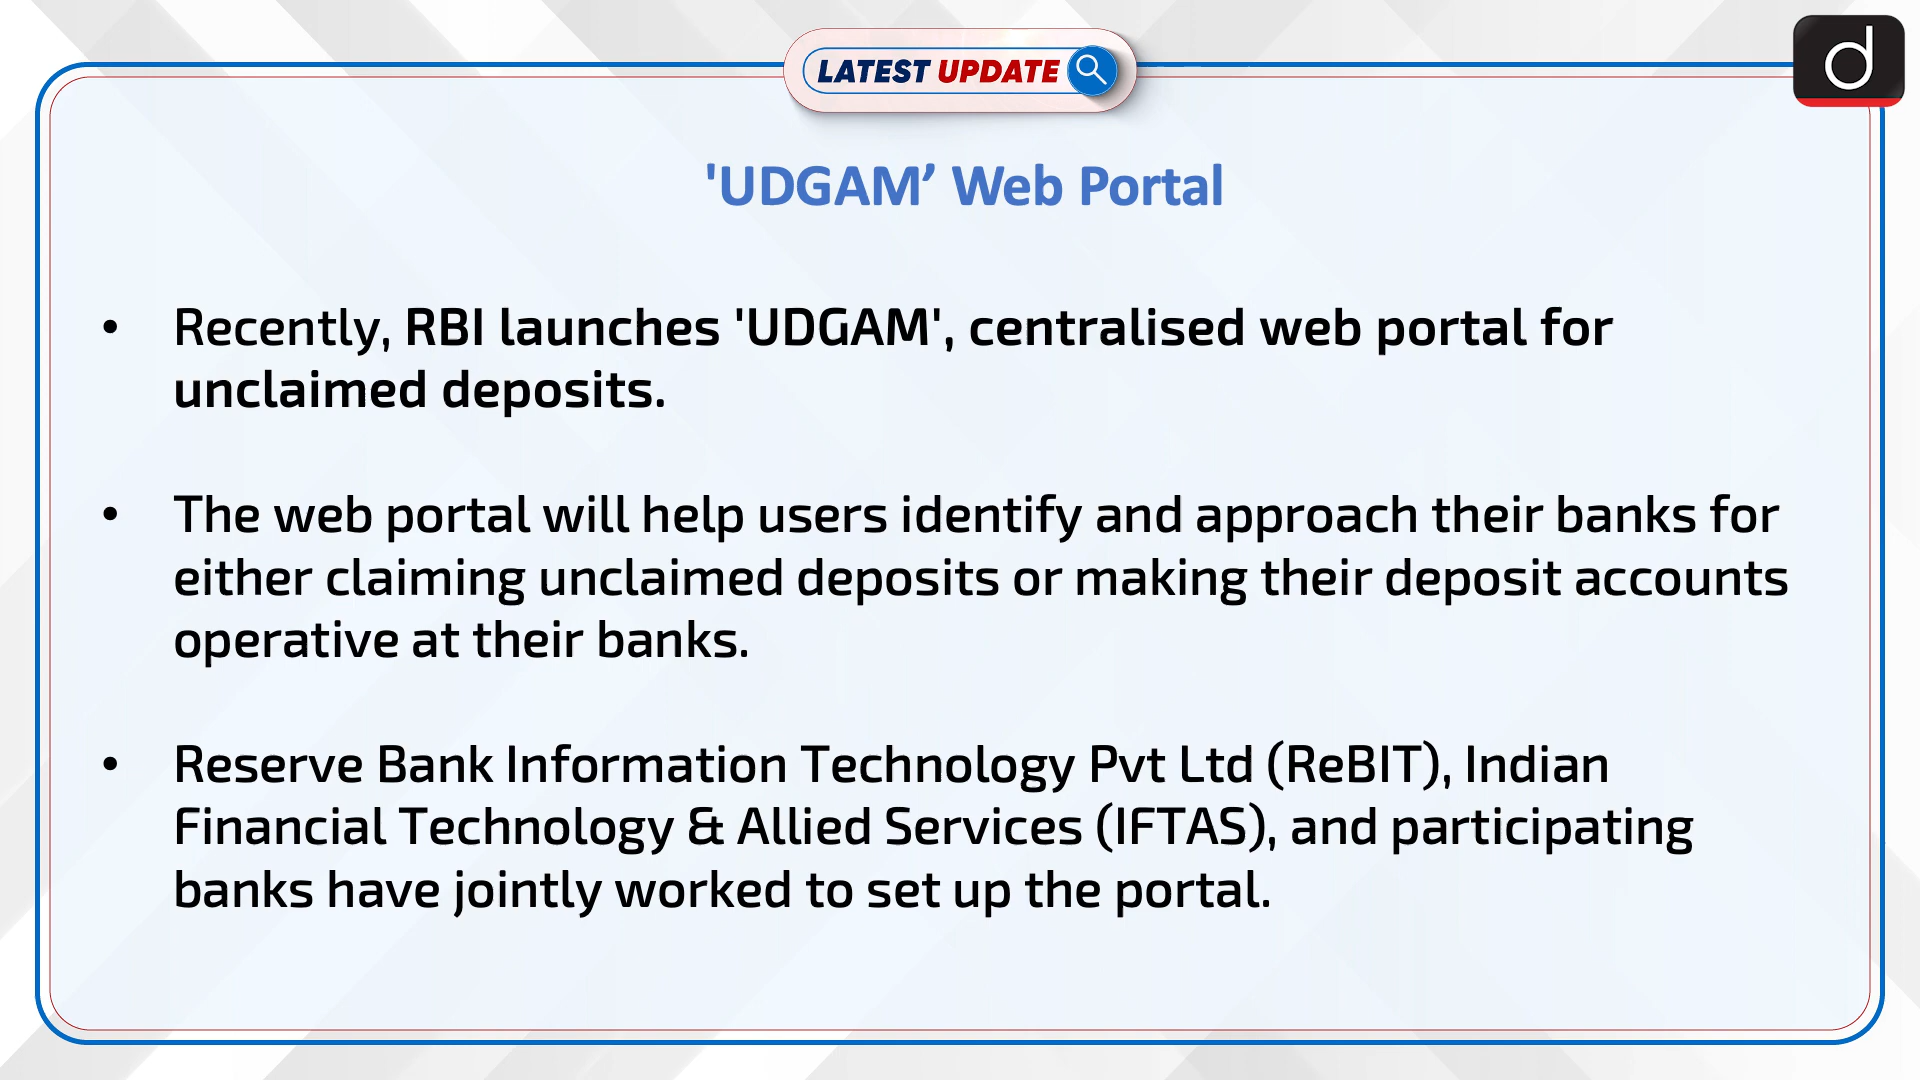 LATEST UPDATE
d
'UDGAM’ Web Portal
• Recently, RBI launches 'UDGAM', centralised web portal for
unclaimed deposits.
• The web portal will help users identify and approach their banks for
either claiming unclaimed deposits or making their deposit accounts
operative at their banks.
• Reserve Bank Information Technology Pvt Ltd (ReBIT), Indian
Financial Technology & Allied Services (IFTAS), and participating
banks have jointly worked to set up the portal.